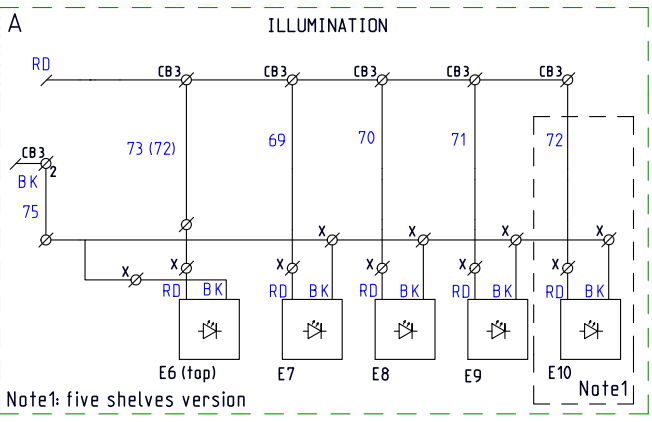 A
ILLUMINATION
RD
CB3 CB3 CB3 CB3 CB3
73 (72) 69 70 71 72
CB3
2
BK
75
X X X X
X X X X X X
RD BK RD BK RD BK RD BK RD BK
E6 (top) E7 E8 E9 E10
Note1
Note1: five shelves version